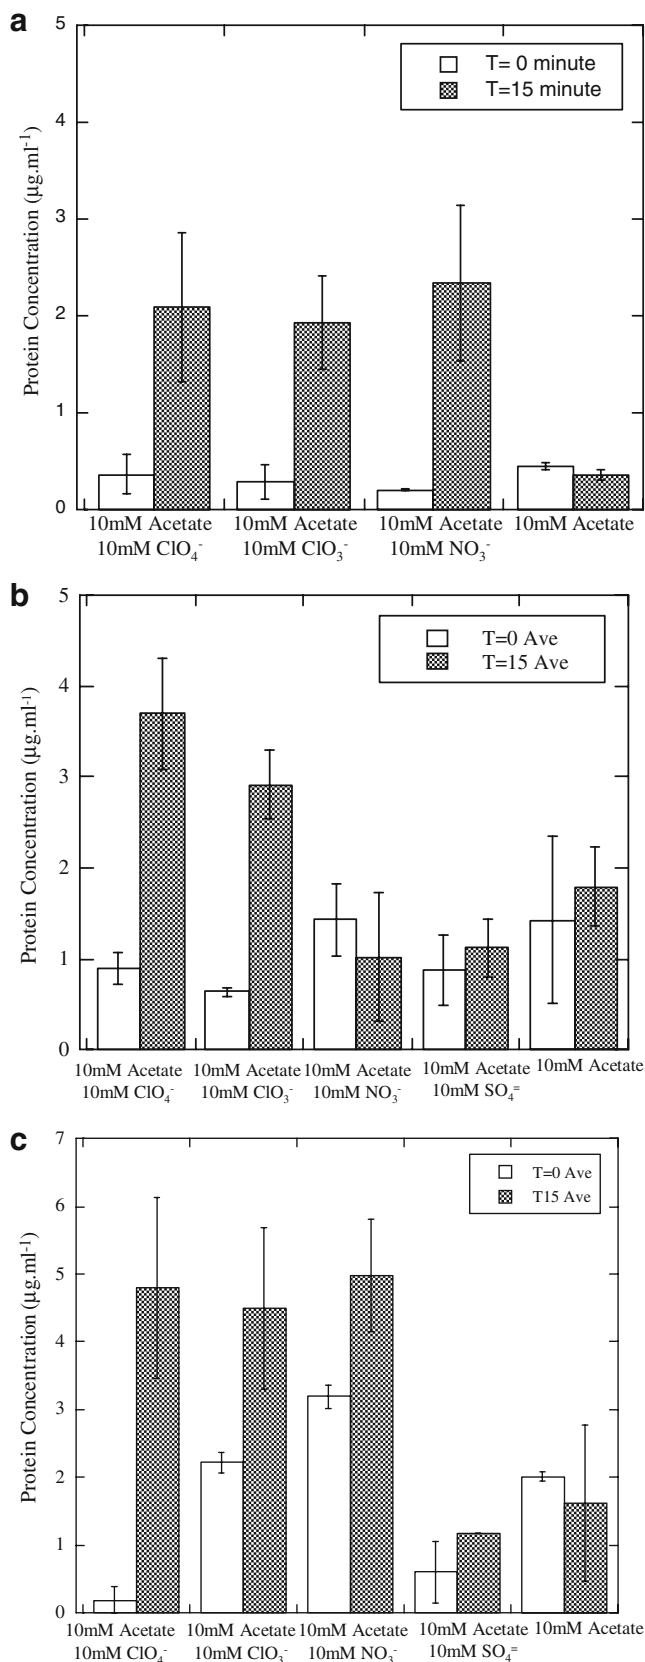 a
5
4
3
2
1
0
Protein Concentration (µg.ml⁻¹)
T= 0 minute
T=15 minute
10mM Acetate 10mM Acetate 10mM Acetate 10mM Acetate
10mM ClO₄⁻ 10mM ClO₃⁻ 10mM NO₃⁻
b
5
4
3
2
1
0
Protein Concentration (µg.ml⁻¹)
T=0 Ave
T=15 Ave
10mM Acetate 10mM Acetate 10mM Acetate 10mM Acetate 10mM Acetate
10mM ClO₄⁻ 10mM ClO₃⁻ 10mM NO₃⁻ 10mM SO₄⁼
c
7
6
5
4
3
2
1
0
Protein Concentration (µg.ml⁻¹)
T=0 Ave
T15 Ave
10mM Acetate 10mM Acetate 10mM Acetate 10mM Acetate 10mM Acetate
10mM ClO₄⁻ 10mM ClO₃⁻ 10mM NO₃⁻ 10mM SO₄⁼